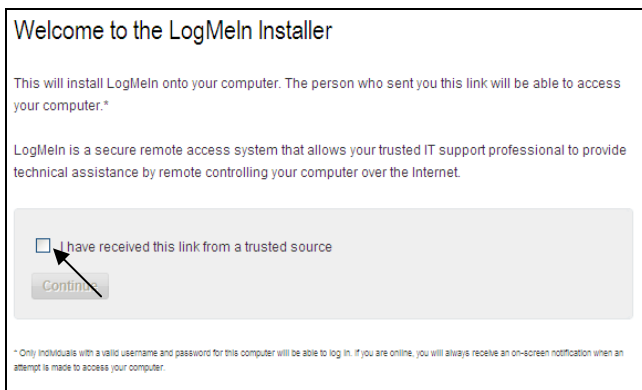 Welcome to the LogMeIn Installer
This will install LogMeIn onto your computer. The person who sent you this link will be able to access
your computer.*
LogMeIn is a secure remote access system that allows your trusted IT support professional to provide
technical assistance by remote controlling your computer over the Internet.
I have received this link from a trusted source
Continue
* Only individuals with a valid username and password for this computer will be able to log in. If you are online, you will always receive an on-screen notification when an
attempt is made to access your computer.